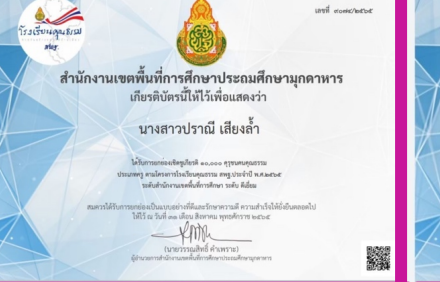 เลขที่ ๙๐๗๙/๒๕๖๕
โรงเรียนคุณธรรม
สพฐ.
สำนักงานเขตพื้นที่การศึกษาประถมศึกษามุกดาหาร
เกียรติบัตรนี้ให้ไว้เพื่อแสดงว่า
นางสาวปราณี เสียงล้ำ
ได้รับการยกย่องเชิดชูเกียรติ ๑๐,๐๐๐ คุรุชนคนคุณธรรม
ประเภทครู ตามโครงการโรงเรียนคุณธรรม สพฐ.ประจำปี พ.ศ.๒๕๖๕
ระดับสำนักงานเขตพื้นที่การศึกษา ระดับ ดีเยี่ยม
สมควรได้รับการยกย่องเป็นแบบอย่างที่ดีและรักษาความดี ความสำเร็จให้ยั่งยืนตลอดไป
ให้ไว้ ณ วันที่ ๓๑ เดือน สิงหาคม พุทธศักราช ๒๕๖๕
(นายวรรณสิทธิ์ คำเพราะ)
ผู้อำนวยการสำนักงานเขตพื้นที่การศึกษาประถมศึกษามุกดาหาร